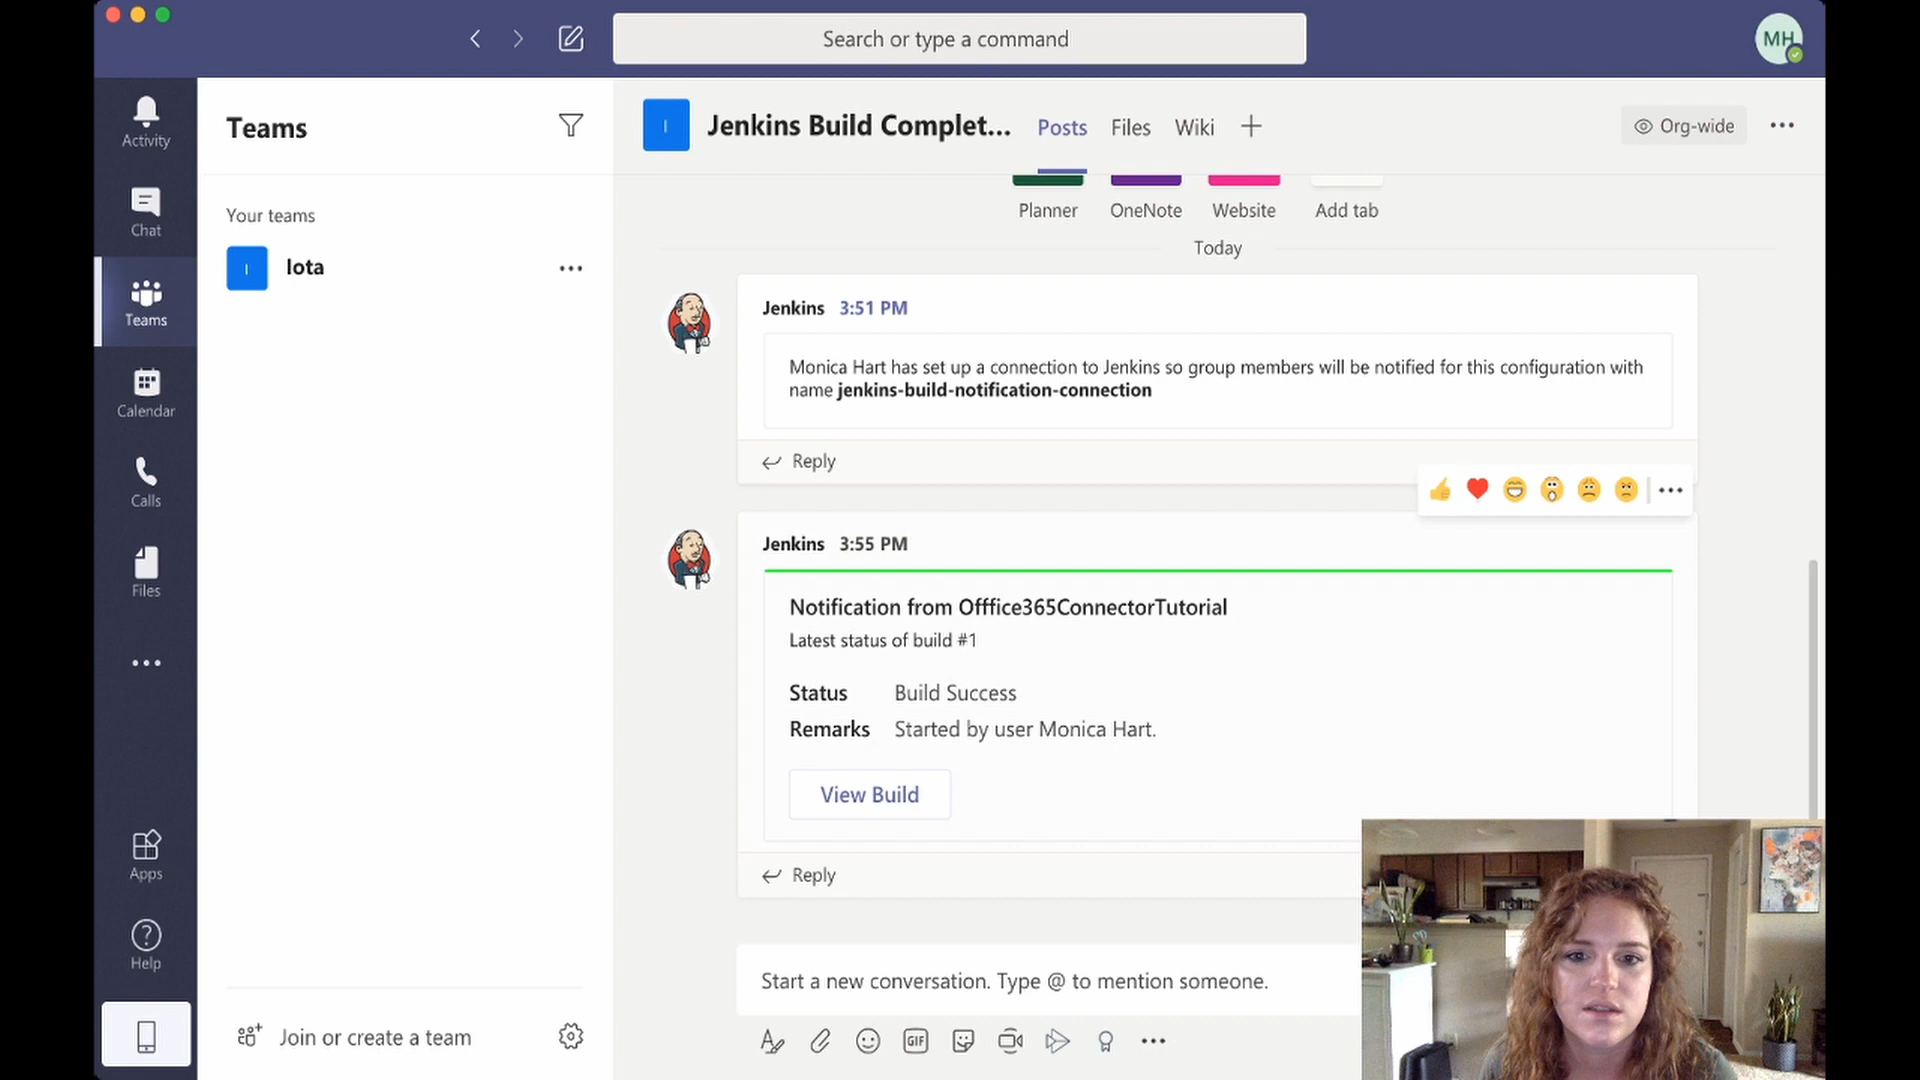 Search or type a command
MH
Activity
Chat
Teams
Calendar
Calls
Files
Apps
Help
Teams
Your teams
I
Iota
Join or create a team
I
Jenkins Build Complet...
Posts
Files
Wiki
Org-wide
Planner
OneNote
Website
Add tab
Today
Jenkins 3:51 PM
Monica Hart has set up a connection to Jenkins so group members will be notified for this configuration with
name jenkins-build-notification-connection
Reply
Jenkins 3:55 PM
Notification from Offfice365ConnectorTutorial
Latest status of build #1
Status Build Success
Remarks Started by user Monica Hart.
View Build
Reply
Start a new conversation. Type @ to mention someone.
GIF